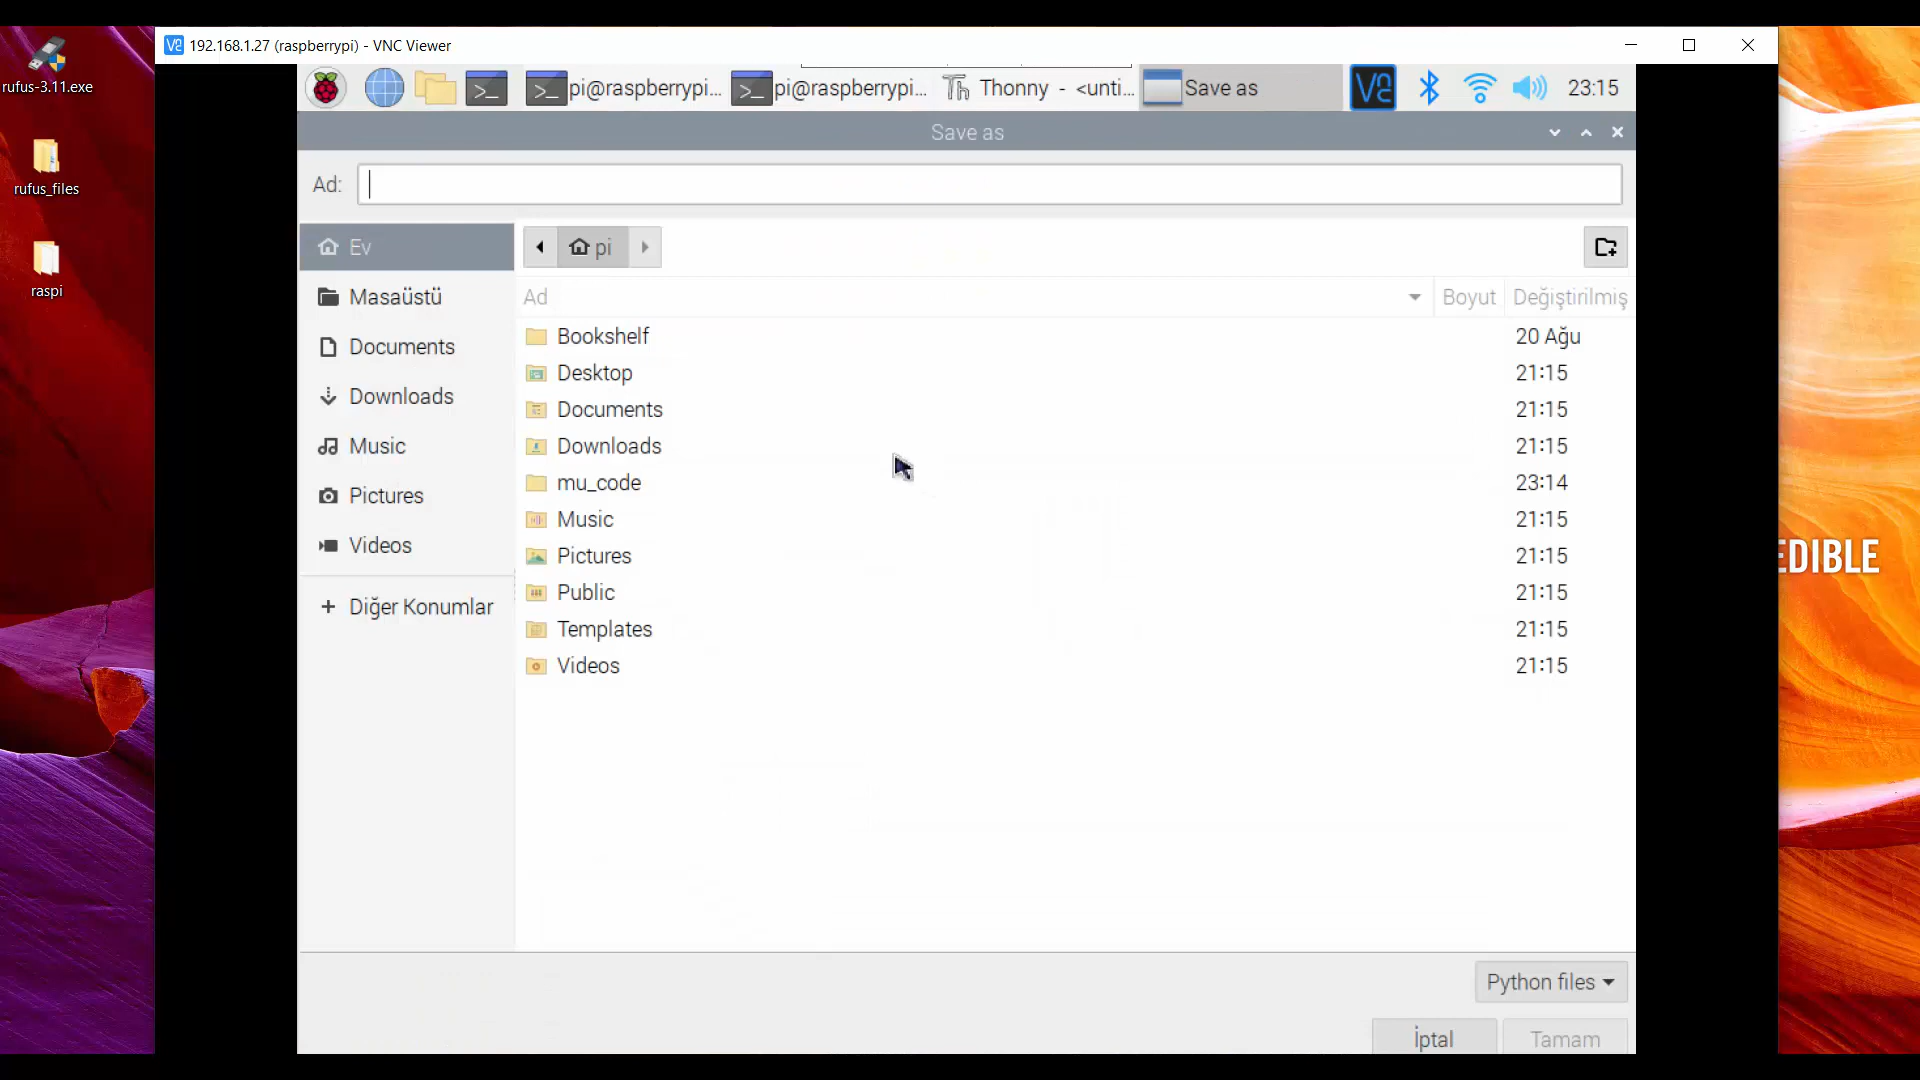 192.168.1.27 (raspberrypi) - VNC Viewer
rufus-3.11.exe
rufus_files
raspi
pi@raspberrypi... pi@raspberrypi... Thonny - <unti... Save as 23:15
Save as
Ad:
Ev
Masaüstü
Documents
Downloads
Music
Pictures
Videos
Diğer Konumlar
pi
Ad Boyut Değiştirilmiş
Bookshelf 20 Ağu
Desktop 21:15
Documents 21:15
Downloads 21:15
mu_code 23:14
Music 21:15
Pictures 21:15
Public 21:15
Templates 21:15
Videos 21:15
Python files
İptal Tamam
EDIBLE